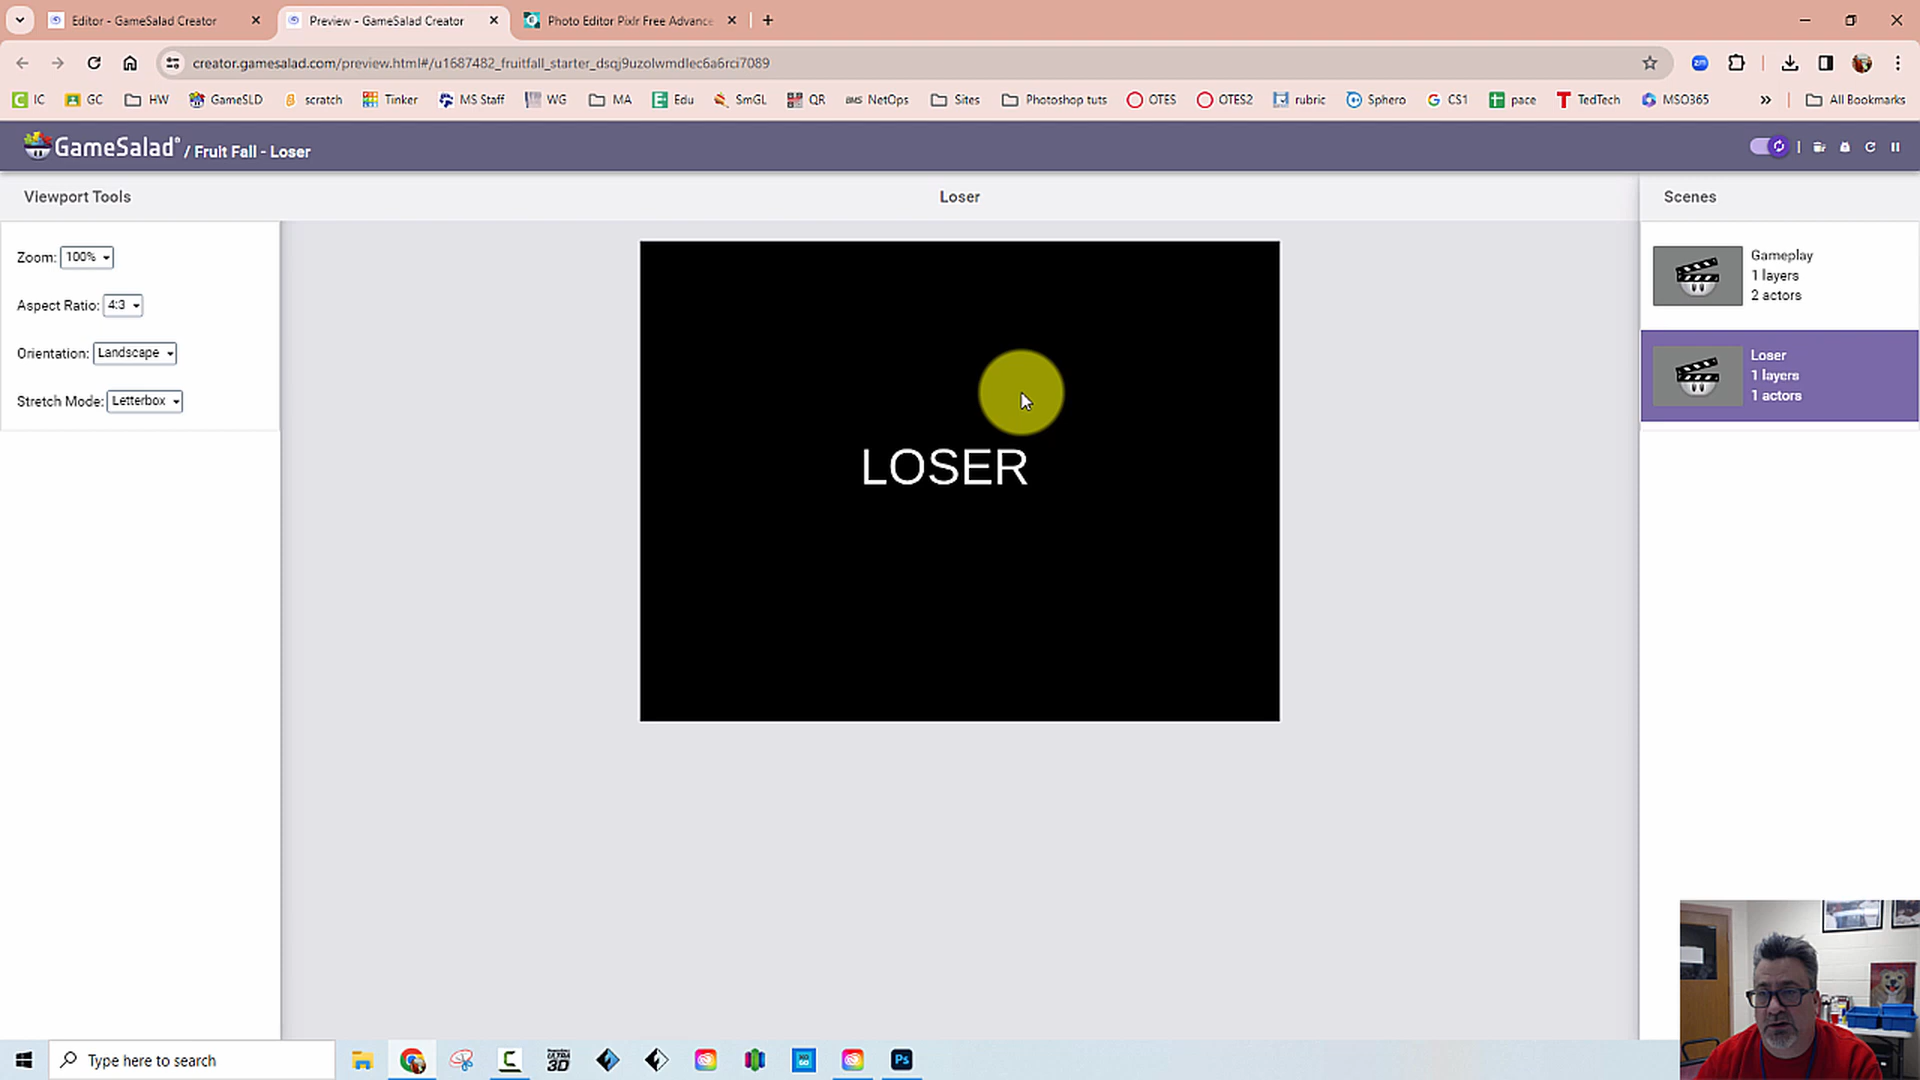 Editor - GameSalad Creator
Preview - GameSalad Creator
Photo Editor Pixlr Free Advance
creator.gamesalad.com/preview.html#/u1687482_fruitfall_starter_dsqj9uzolwmdlec6a6rci7089
IC
GC
HW
GameSLD
scratch
Tinker
MS Staff
WG
MA
Edu
SmGL
QR
BMS NetOps
Sites
Photoshop tuts
OTES
OTES2
rubric
Sphero
CS1
pace
TedTech
MSO365
All Bookmarks
GameSalad® / Fruit Fall - Loser
Viewport Tools
Loser
Scenes
Zoom: 100%
Aspect Ratio: 4:3
Orientation: Landscape
Stretch Mode: Letterbox
LOSER
Gameplay
1 layers
2 actors
Loser
1 layers
1 actors
Type here to search
3D
Ps